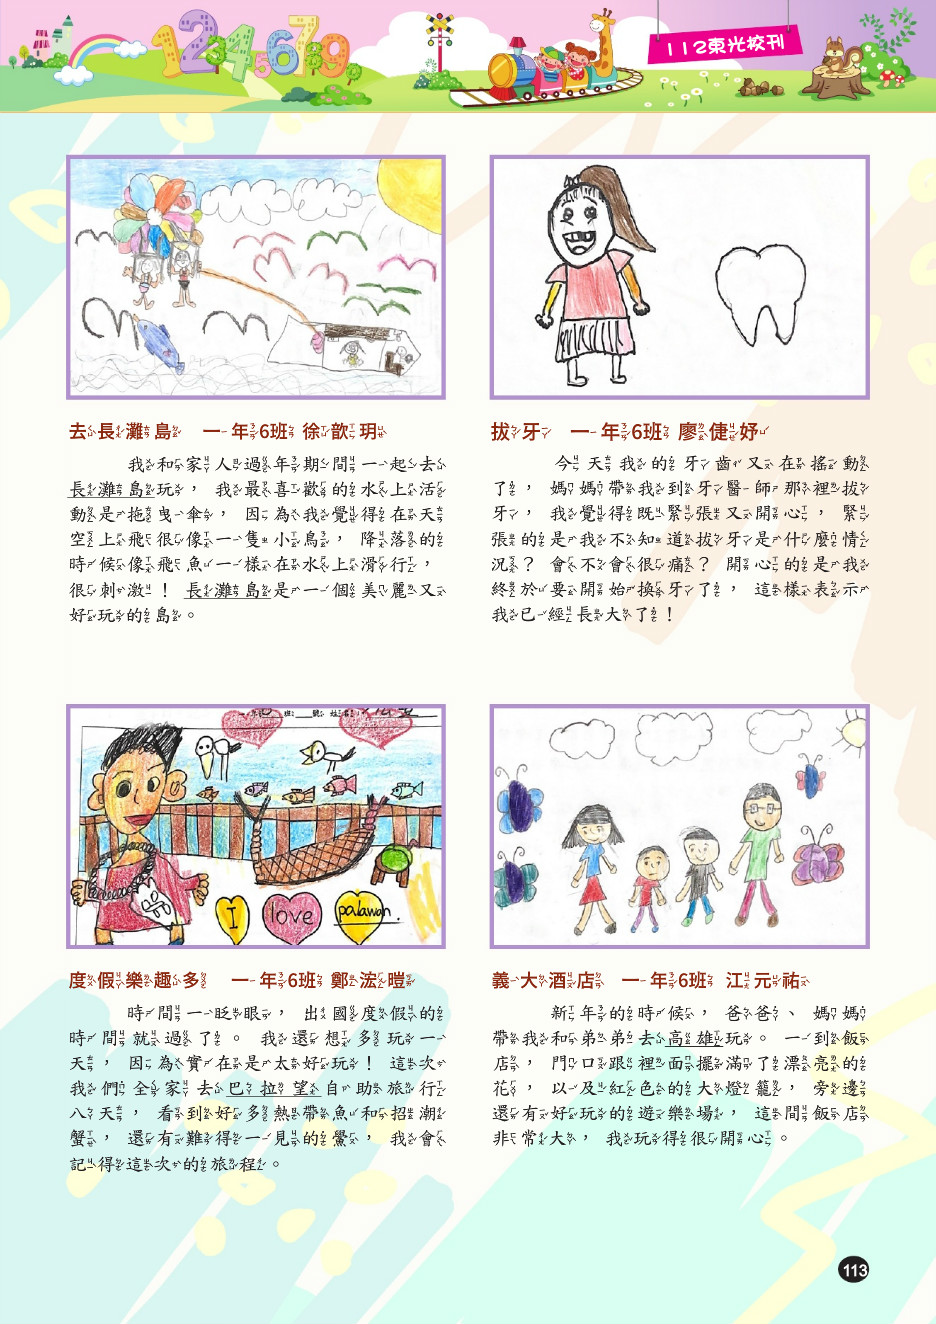 112東光校刊
去長灘島　一年6班 徐歆玥
我和家人過年期間一起去
長灘島玩，我最喜歡的水上活
動是拖曳傘，因為我覺得在天
空上飛很像一隻小鳥，降落的
時候像飛魚一樣在水上滑行，
很刺激！長灘島是一個美麗又
好玩的島。
拔牙　一年6班 廖倢妤
今天我的牙齒又在搖動
了，媽媽帶我到牙醫師那裡拔
牙，我覺得既緊張又開心，緊
張的是我不知道拔牙是什麼情
況？會不會很痛？開心的是我
終於要開始換牙了，這樣表示
我已經長大了！
I love palawan.
度假樂趣多　一年6班 鄭浤暟
時間一眨眼，出國度假的
時間就過了。我還想多玩一
天，因為實在是太好玩！這次
我們全家去巴拉望自助旅行
八天，看到好多熱帶魚和招潮
蟹，還有難得一見的鱟，我會
記得這次的旅程。
義大酒店　一年6班 江元祐
新年的時候，爸爸、媽媽
帶我和弟弟去高雄玩。一到飯
店，門口跟裡面擺滿了漂亮的
花，以及紅色的大燈籠，旁邊
還有好玩的遊樂場，這間飯店
非常大，我玩得很開心。
113